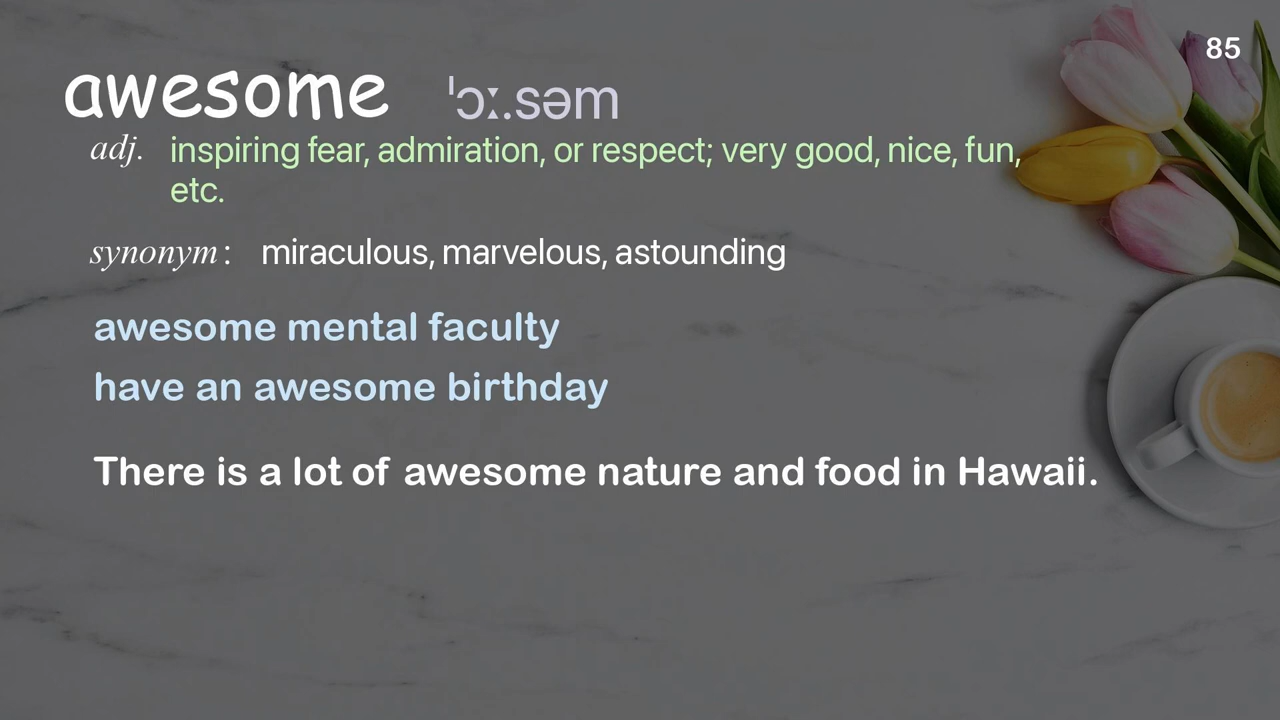 85
awesome ˈɔː.səm
adj. inspiring fear, admiration, or respect; very good, nice, fun,
etc.
synonym : miraculous, marvelous, astounding
awesome mental faculty
have an awesome birthday
There is a lot of awesome nature and food in Hawaii.